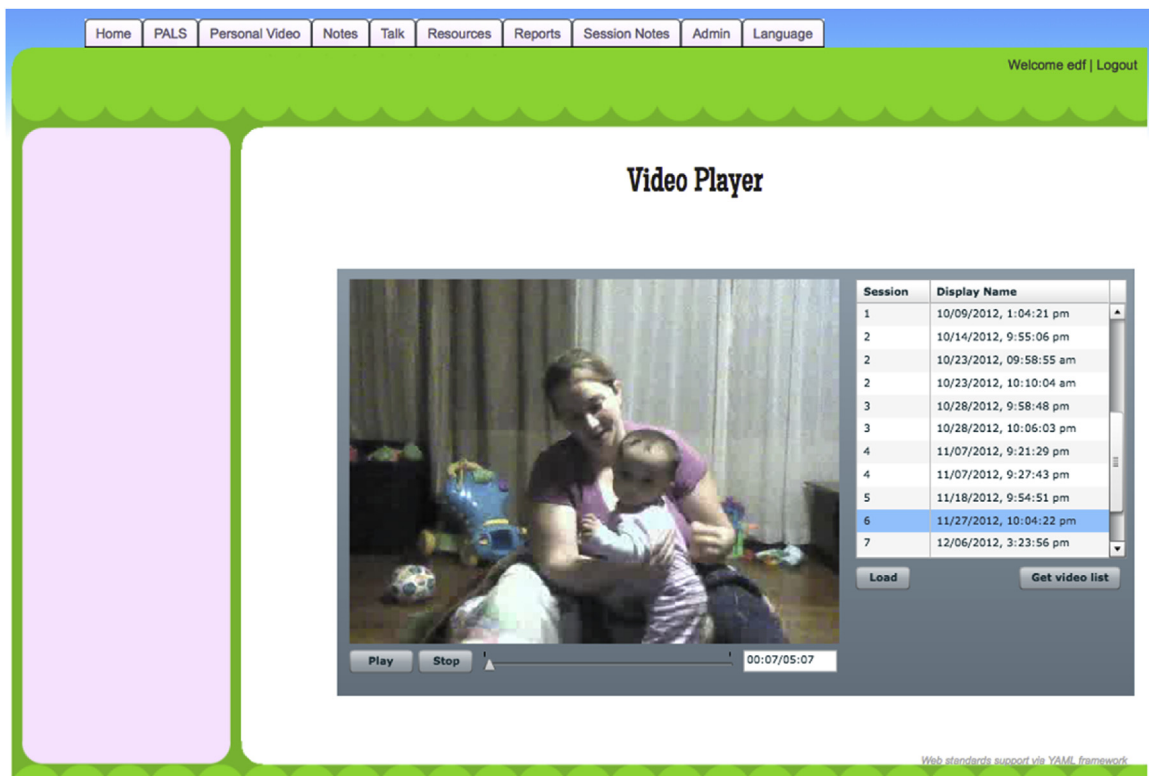 Home PALS Personal Video Notes Talk Resources Reports Session Notes Admin Language
Welcome edf | Logout
Video Player
Session Display Name
1 10/09/2012, 1:04:21 pm
2 10/14/2012, 9:55:06 pm
2 10/23/2012, 09:58:55 am
2 10/23/2012, 10:10:04 am
3 10/28/2012, 9:58:48 pm
3 10/28/2012, 10:06:03 pm
4 11/07/2012, 9:21:29 pm
4 11/07/2012, 9:27:43 pm
5 11/18/2012, 9:54:51 pm
6 11/27/2012, 10:04:22 pm
7 12/06/2012, 3:23:56 pm
Load Get video list
Play Stop 00:07/05:07
Web standards support via YAML framework